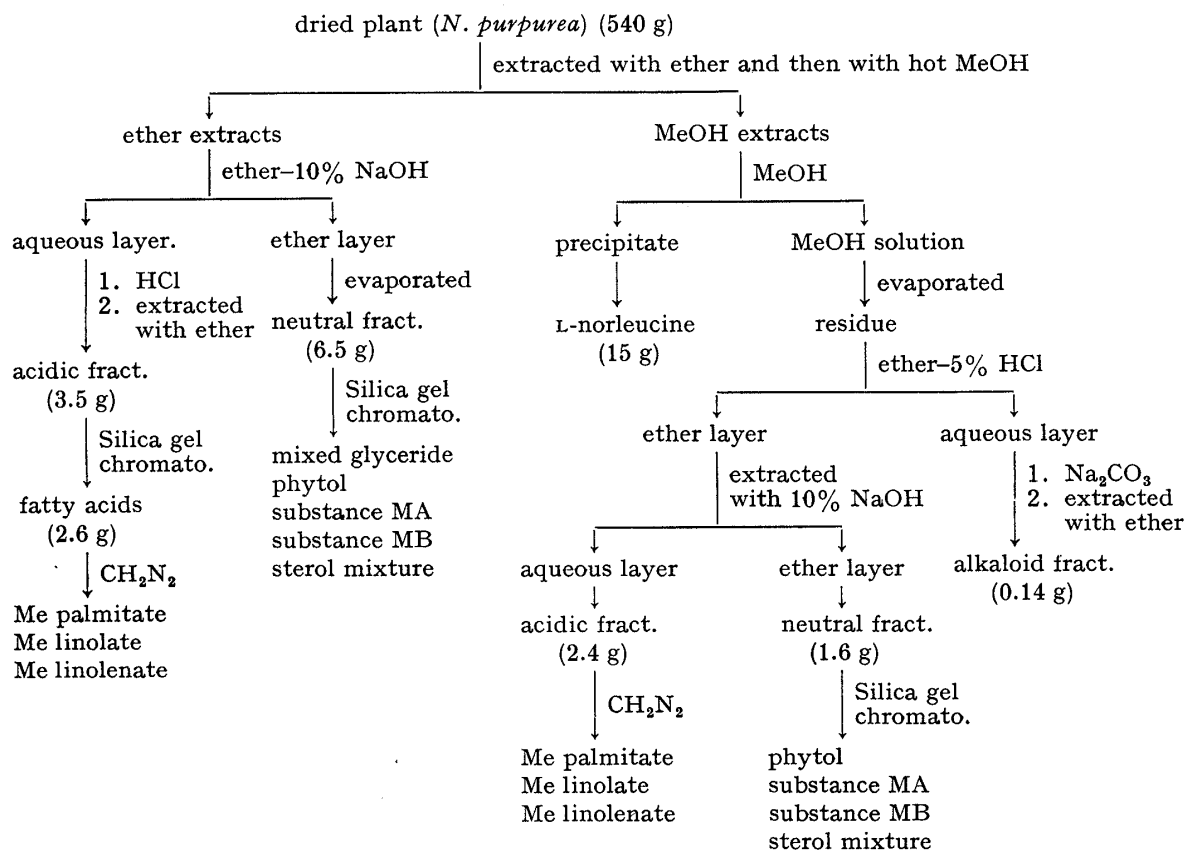 dried plant (N. purpurea) (540 g)
extracted with ether and then with hot MeOH
ether extracts
ether–10% NaOH
aqueous layer.
1. HCl
2. extracted
with ether
acidic fract.
(3.5 g)
Silica gel
chromato.
fatty acids
(2.6 g)
CH₂N₂
Me palmitate
Me linolate
Me linolenate
ether layer
evaporated
neutral fract.
(6.5 g)
Silica gel
chromato.
mixed glyceride
phytol
substance MA
substance MB
sterol mixture
MeOH extracts
MeOH
precipitate
L-norleucine
(15 g)
MeOH solution
evaporated
residue
ether–5% HCl
ether layer
extracted
with 10% NaOH
aqueous layer
acidic fract.
(2.4 g)
CH₂N₂
Me palmitate
Me linolate
Me linolenate
ether layer
neutral fract.
(1.6 g)
Silica gel
chromato.
phytol
substance MA
substance MB
sterol mixture
aqueous layer
1. Na₂CO₃
2. extracted
with ether
alkaloid fract.
(0.14 g)